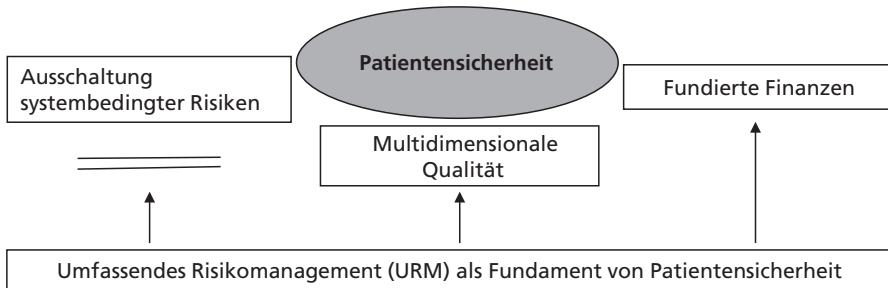 Patientensicherheit
Ausschaltung
systembedingter Risiken
Fundierte Finanzen
Multidimensionale
Qualität
Umfassendes Risikomanagement (URM) als Fundament von Patientensicherheit